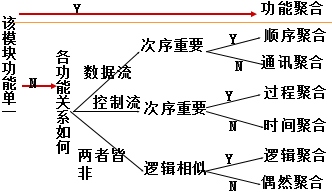 该模块功能单一
Y
功能聚合
N
各功能关系如何
数据流
次序重要
Y
顺序聚合
N
通讯聚合
控制流
次序重要
Y
过程聚合
N
时间聚合
两者皆非
逻辑相似
Y
逻辑聚合
N
偶然聚合